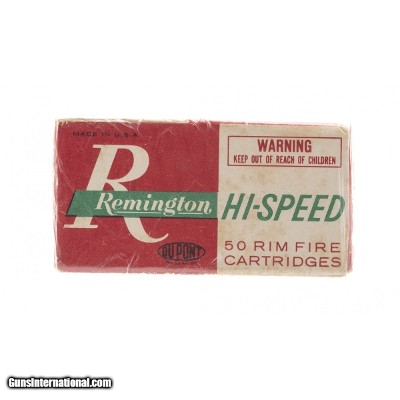 MADE IN U.S.A.
R
Remington
HI-SPEED
DU PONT
WARNING
KEEP OUT OF REACH OF CHILDREN
50 RIM FIRE
CARTRIDGES
GunsInternational.com